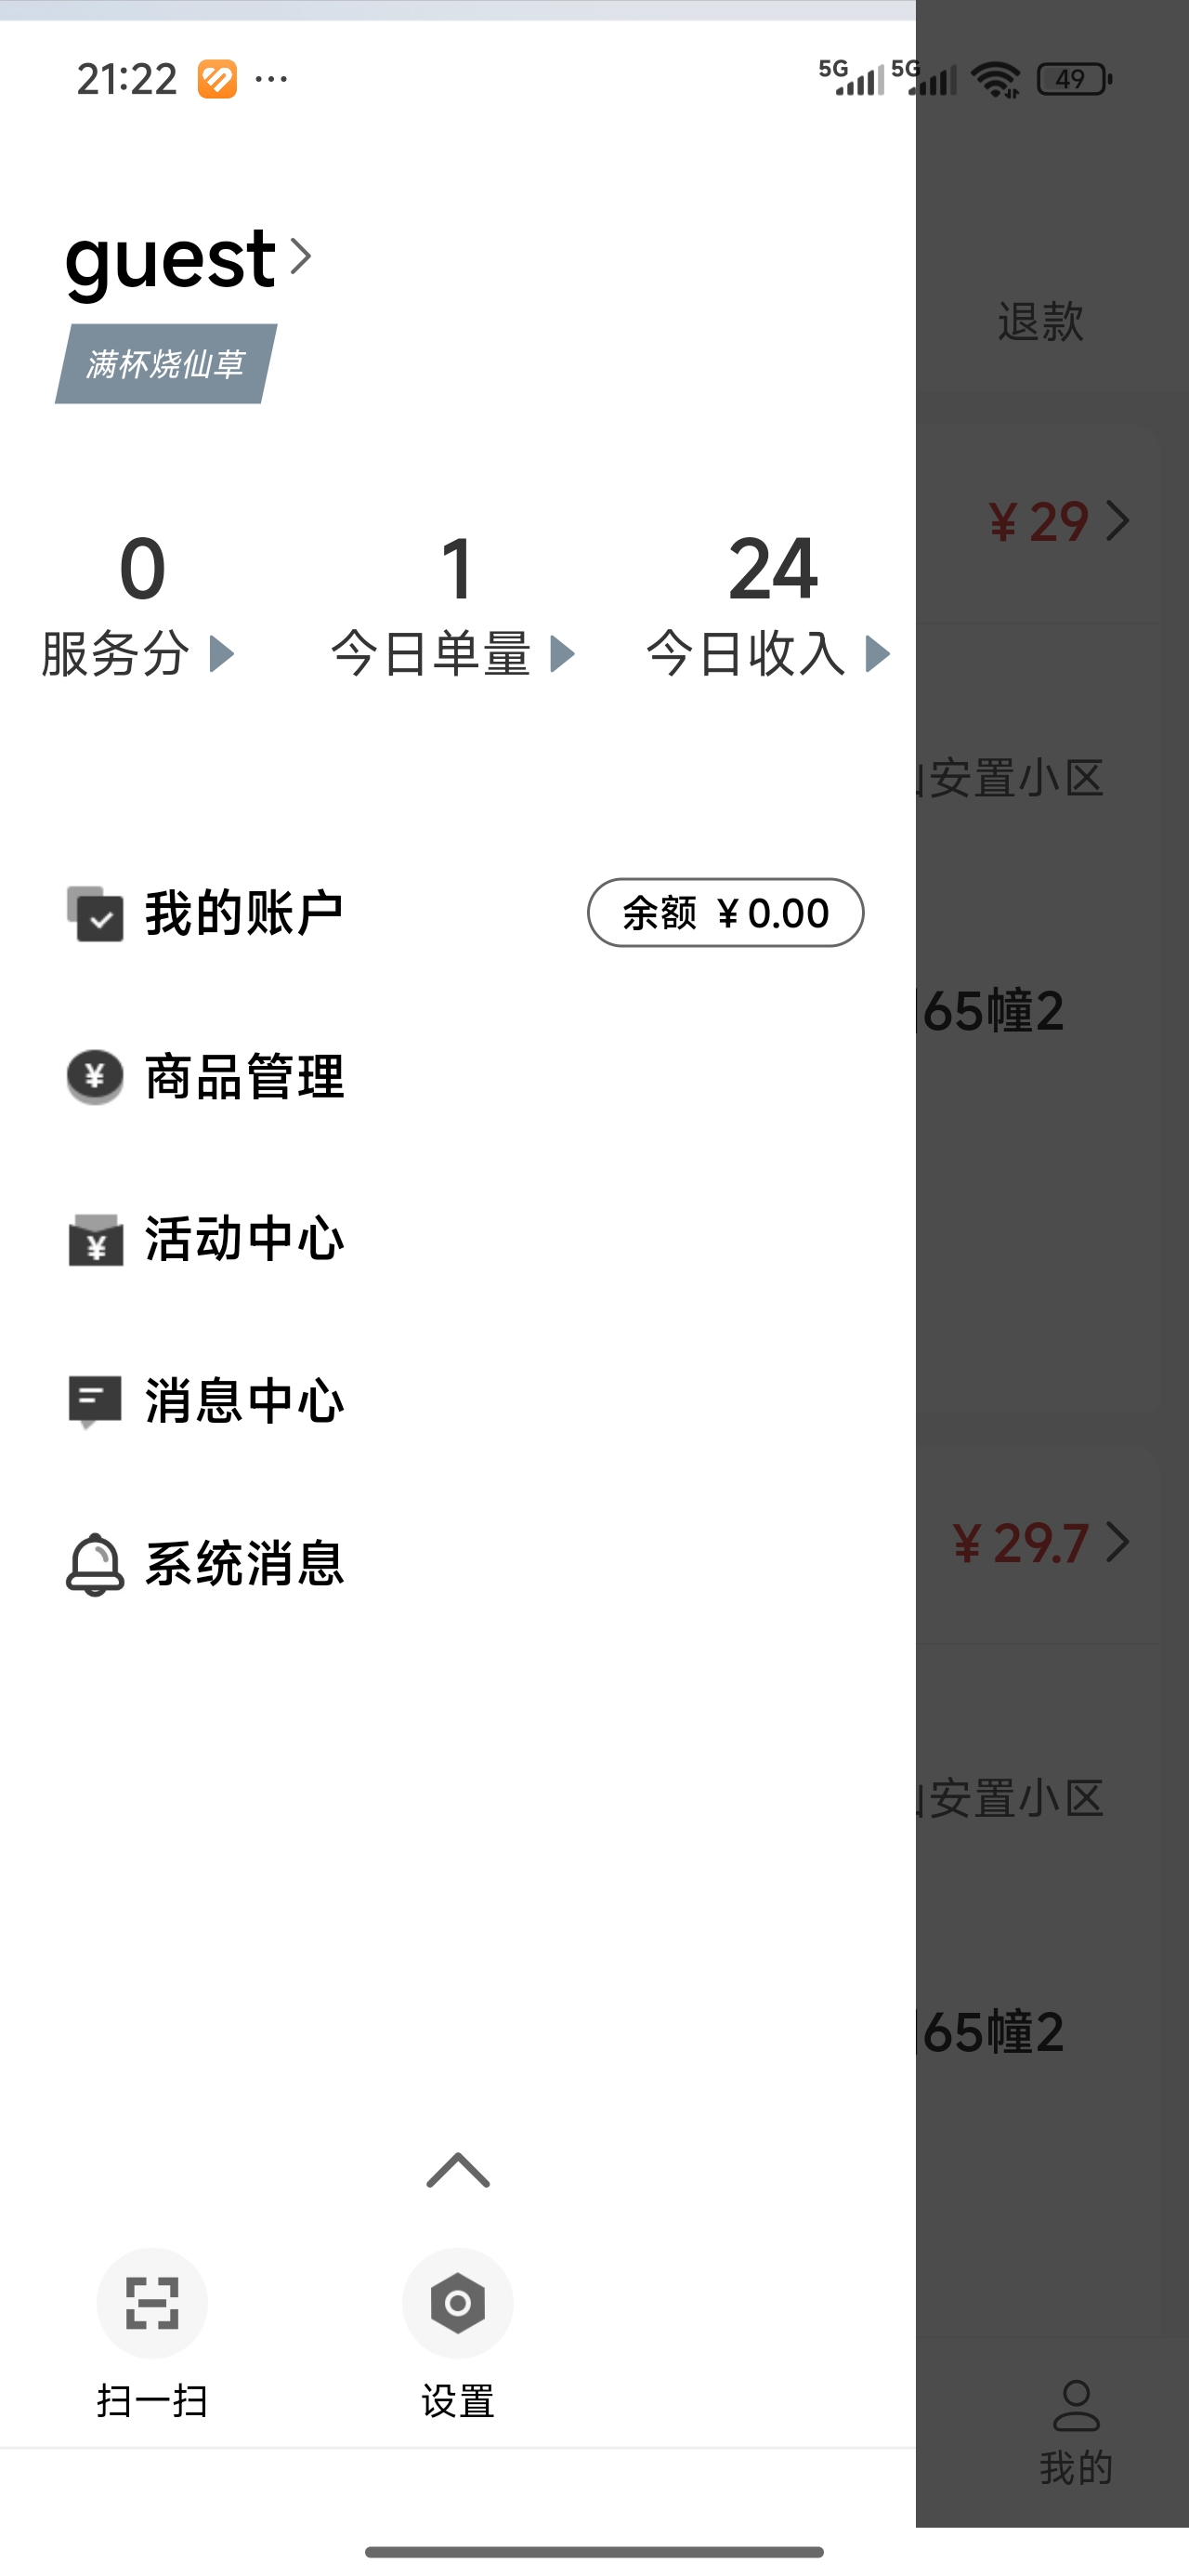 21:22 ... 5G 5G 49
guest
满杯烧仙草
退款
0 1 24
服务分 今日单量 今日收入
¥ 29
安置小区
我的账户 余额 ¥ 0.00
65幢2
商品管理
活动中心
消息中心
¥ 29.7
系统消息
安置小区
65幢2
扫一扫 设置
我的